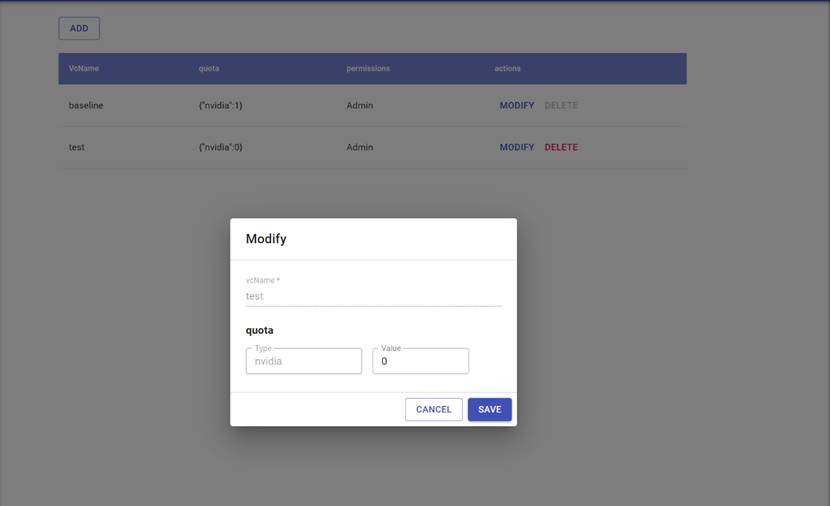 ADD
VcName quota permissions actions
baseline {"nvidia":1} Admin MODIFY DELETE
test {"nvidia":0} Admin MODIFY DELETE
Modify
vcName *
test
quota
Type Value
nvidia 0
CANCEL SAVE